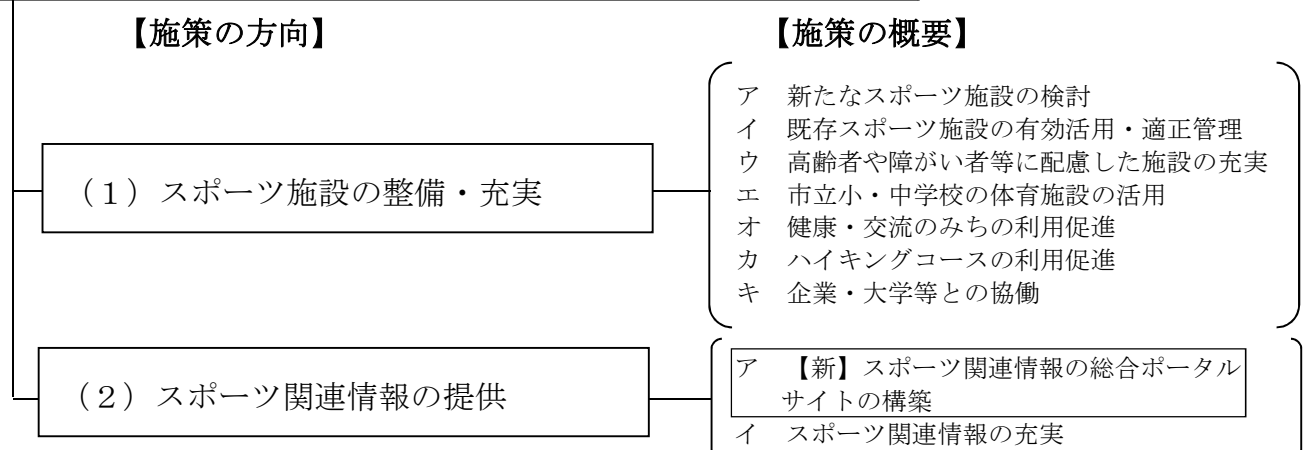 【施策の方向】
【施策の概要】
(1)スポーツ施設の整備・充実
ア 新たなスポーツ施設の検討
イ 既存スポーツ施設の有効活用・適正管理
ウ 高齢者や障がい者等に配慮した施設の充実
エ 市立小・中学校の体育施設の活用
オ 健康・交流のみちの利用促進
カ ハイキングコースの利用促進
キ 企業・大学等との協働
(2)スポーツ関連情報の提供
ア 【新】スポーツ関連情報の総合ポータル
サイトの構築
イ スポーツ関連情報の充実